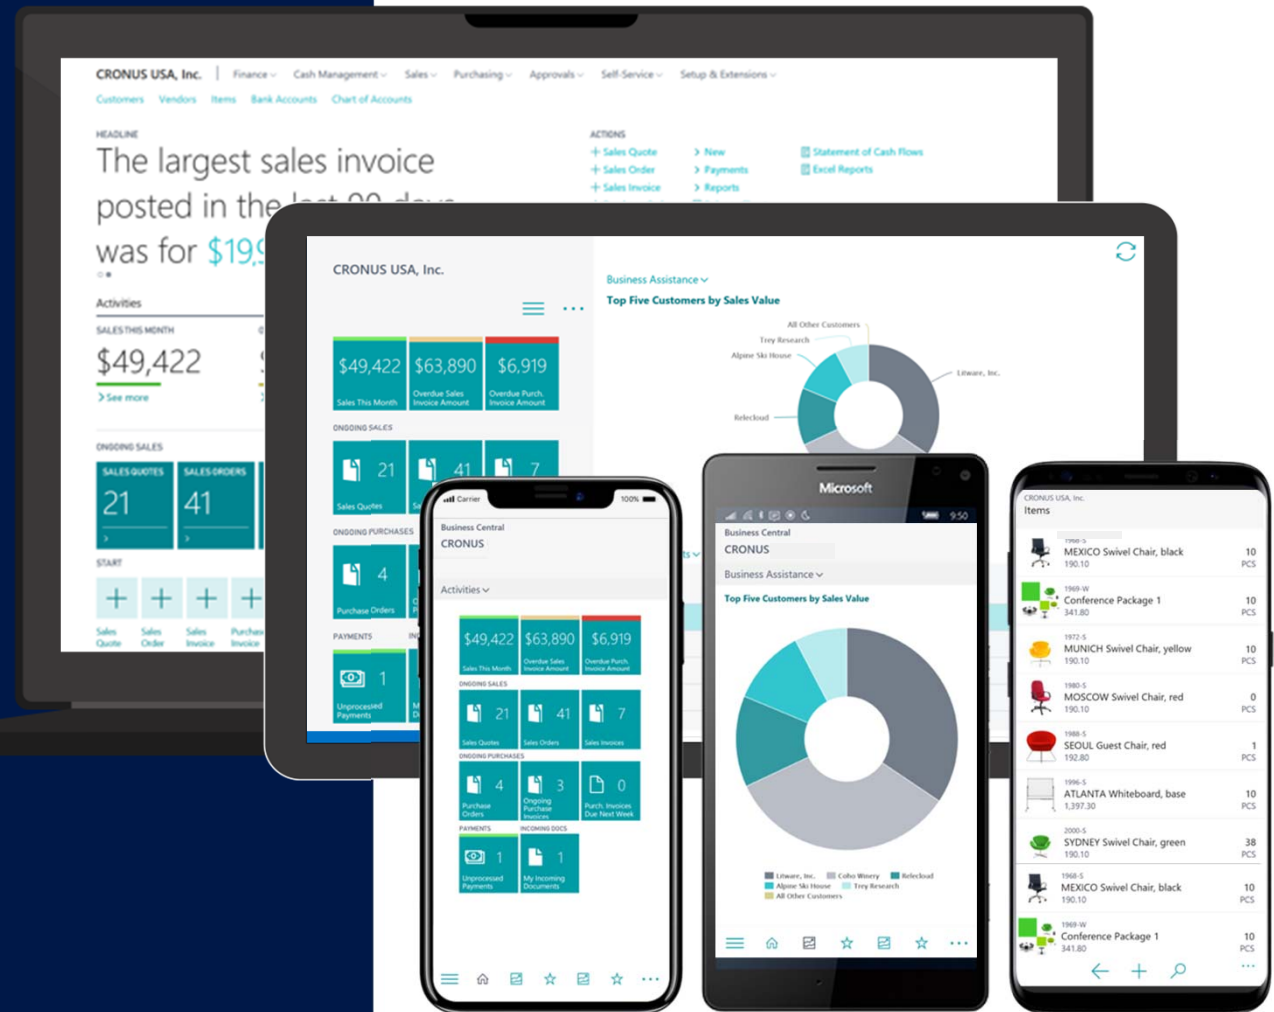 CRONUS USA, Inc. | Finance Cash Management Sales Purchasing Approvals Self-Service Setup & Extensions
Customers Vendors Items Bank Accounts Chart of Accounts
HEADLINE
The largest sales invoice
posted in the last 90 days
was for $19,9
Activities
SALES THIS MONTH
$49,422
>See more
ONGOING SALES
SALES QUOTES
21
>
SALES ORDERS
41
>
START
+ + + +
Sales Quote
Sales Order
Sales Invoice
Purchase Invoice
ACTIONS
+ Sales Quote
+ Sales Order
+ Sales Invoice
> New
> Payments
> Reports
Statement of Cash Flows
Excel Reports
CRONUS USA, Inc.
$49,422
Sales This Month
$63,890
Overdue Sales
Invoice Amount
$6,919
Overdue Purch.
Invoice Amount
ONGOING SALES
21
Sales Quotes
41
7
ONGOING PURCHASES
4
Purchase Orders
PAYMENTS
1
Unprocessed
Payments
Business Assistance
Top Five Customers by Sales Value
All Other Customers
Trey Research
Alpine Ski House
Litware, Inc.
Relecloud
Carrier
100%
Business Central
CRONUS
Activities
$49,422
Sales This Month
$63,890
Overdue Sales
Invoice Amount
$6,919
Overdue Purch.
Invoice Amount
ONGOING SALES
21
Sales Quotes
41
Sales Orders
7
Sales Invoices
ONGOING PURCHASES
4
Purchase
Orders
3
Ongoing
Purchase
Invoices
0
Purch. Invoices
Due Next Week
PAYMENTS
INCOMING DOCS
1
Unprocessed
Payments
1
My Incoming
Documents
Microsoft
9:50
Business Central
CRONUS
Business Assistance
Top Five Customers by Sales Value
Litware, Inc. Coho Winery Relecloud
Alpine Ski House Trey Research
All Other Customers
CRONUS USA, Inc.
Items
1968-S
MEXICO Swivel Chair, black 10
190.10 PCS
1969-W
Conference Package 1 10
341.80 PCS
1972-S
MUNICH Swivel Chair, yellow 10
190.10 PCS
1980-S
MOSCOW Swivel Chair, red 0
190.10 PCS
1988-S
SEOUL Guest Chair, red 1
192.80 PCS
1996-S
ATLANTA Whiteboard, base 10
1,397.30 PCS
2000-S
SYDNEY Swivel Chair, green 38
190.10 PCS
1968-S
MEXICO Swivel Chair, black 10
190.10 PCS
1969-W
Conference Package 1 10
341.80 PCS